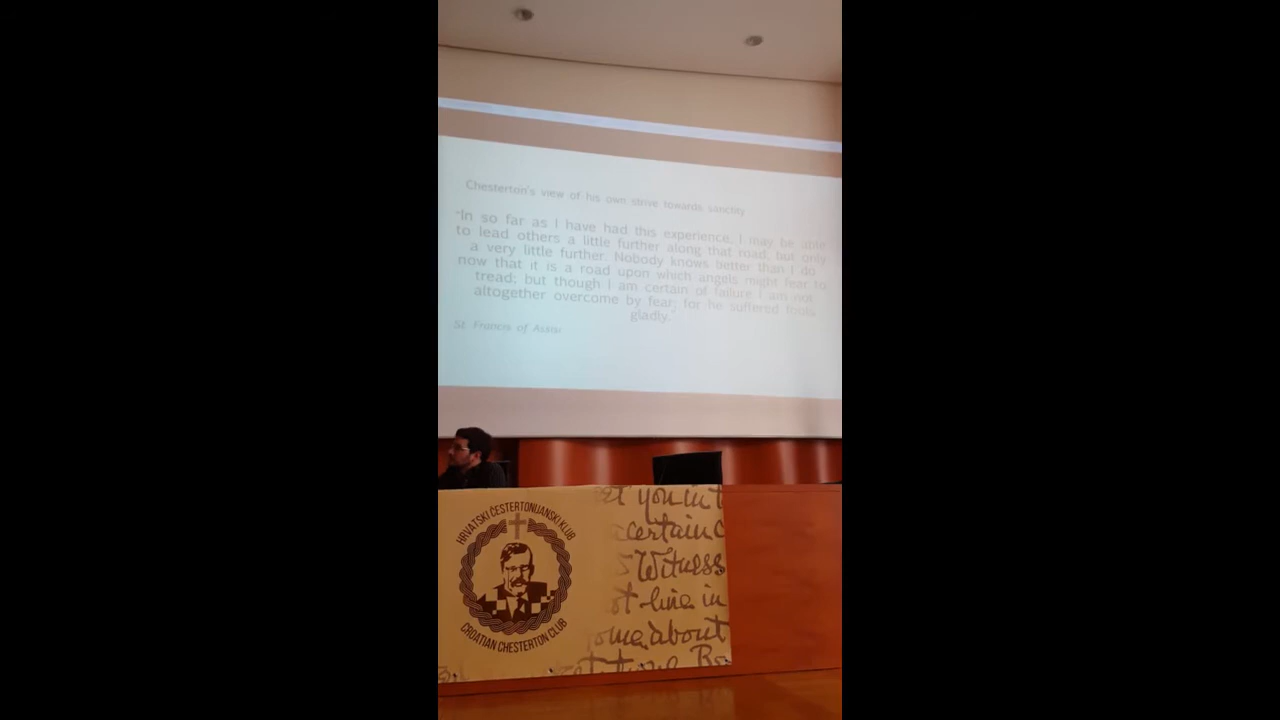 Chesterton's view of his own strive towards sanctity
"In so far as I have had this experience, I may be able
to lead others a little further along that road; but only
a very little further. Nobody knows better than I do
now that it is a road upon which angels might fear to
tread; but though I am certain of failure I am not
altogether overcome by fear; for he suffered fools
gladly."
St. Francis of Assisi
HRVATSKI ČESTERTONIJANSKI KLUB
CROATIAN CHESTERTON CLUB
you in t
certain c
Witness
line in
about